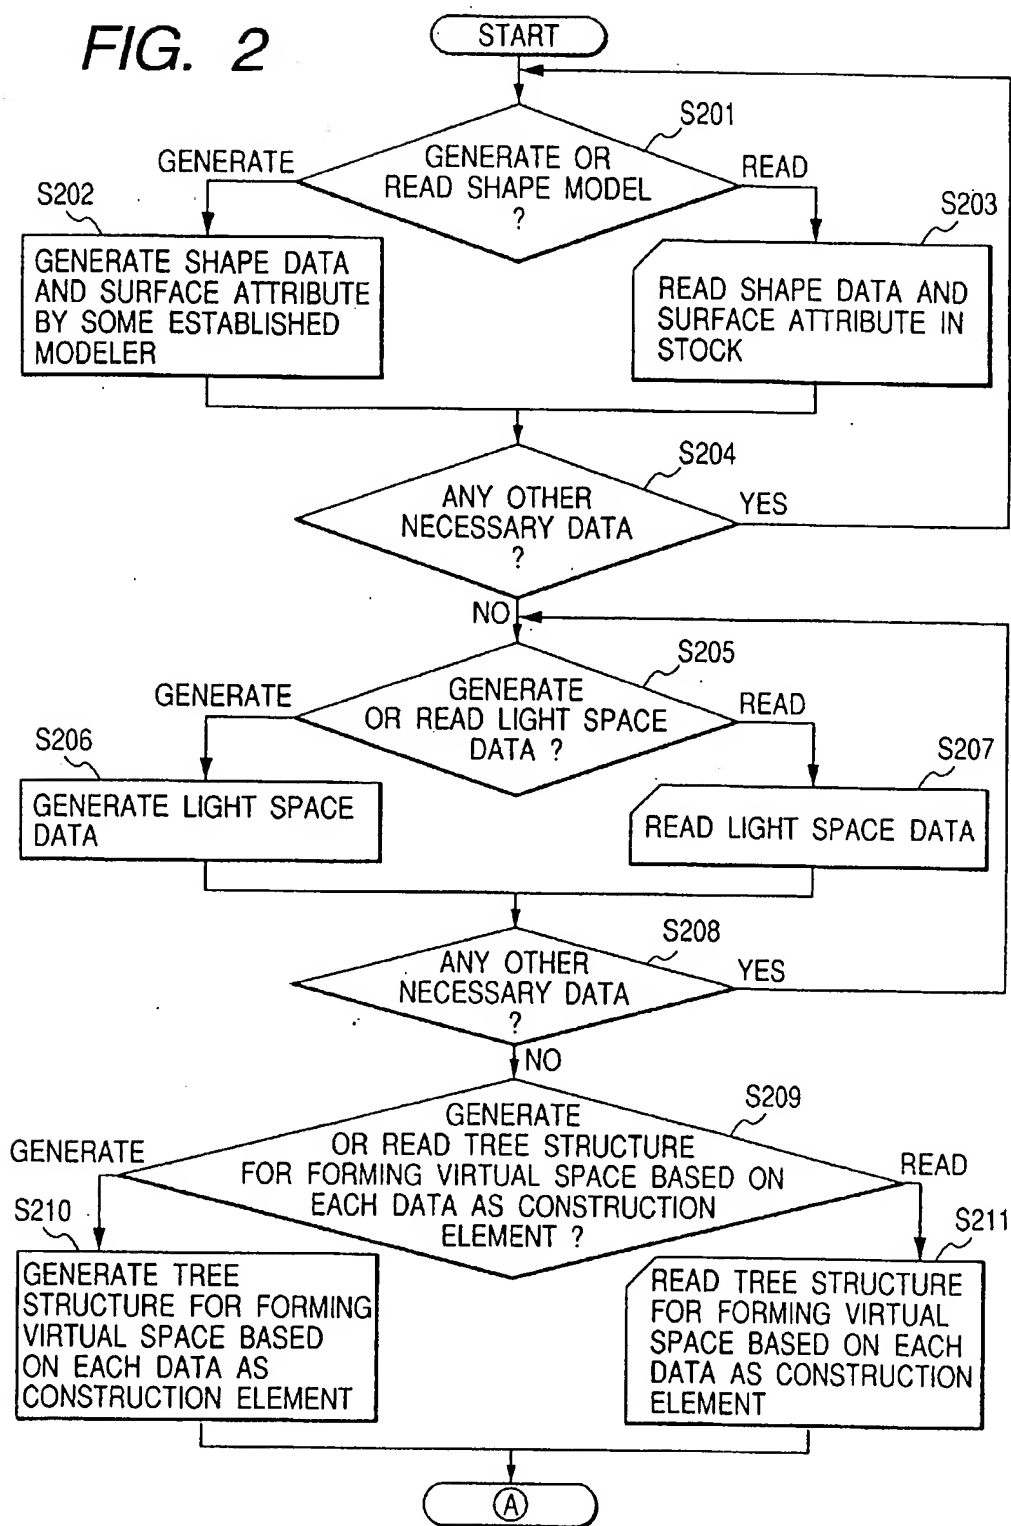 FIG. 2
START
S201
GENERATE
GENERATE OR
READ SHAPE MODEL
?
READ
S202
GENERATE SHAPE DATA
AND SURFACE ATTRIBUTE
BY SOME ESTABLISHED
MODELER
S203
READ SHAPE DATA AND
SURFACE ATTRIBUTE IN
STOCK
S204
ANY OTHER
NECESSARY DATA
?
YES
NO
S205
GENERATE
GENERATE
OR READ LIGHT SPACE
DATA ?
READ
S206
GENERATE LIGHT SPACE
DATA
S207
READ LIGHT SPACE DATA
S208
ANY OTHER
NECESSARY DATA
?
YES
NO
S209
GENERATE
GENERATE
OR READ TREE STRUCTURE
FOR FORMING VIRTUAL SPACE BASED ON
EACH DATA AS CONSTRUCTION
ELEMENT ?
READ
S210
GENERATE TREE
STRUCTURE FOR FORMING
VIRTUAL SPACE BASED
ON EACH DATA AS
CONSTRUCTION ELEMENT
S211
READ TREE STRUCTURE
FOR FORMING VIRTUAL
SPACE BASED ON EACH
DATA AS CONSTRUCTION
ELEMENT
A